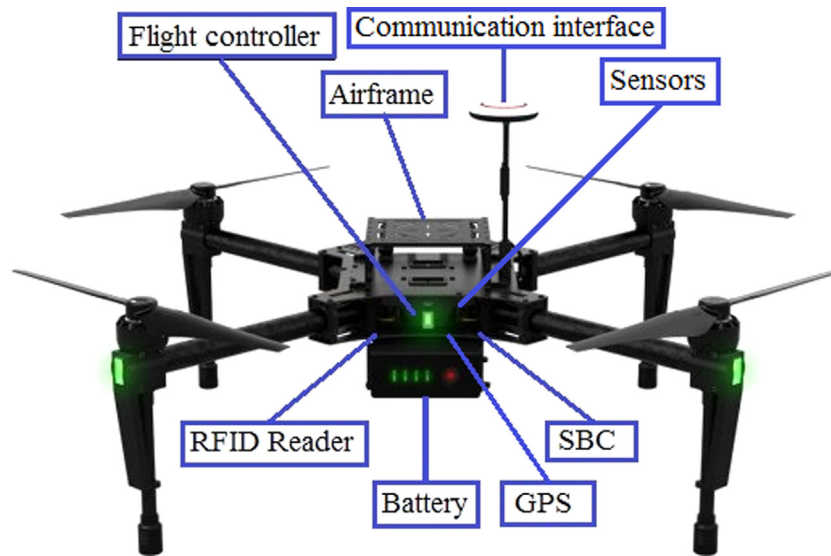 Flight controller
Communication interface
Airframe
Sensors
RFID Reader
SBC
Battery
GPS